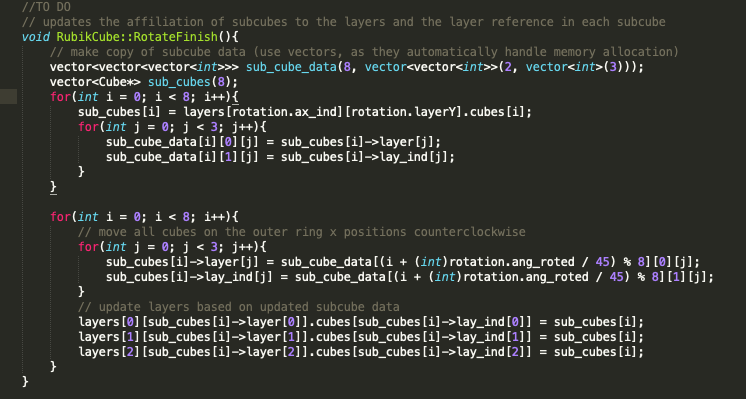 //TO DO
// updates the affiliation of subcubes to the layers and the layer reference in each subcube
void RubikCube::RotateFinish(){
    // make copy of subcube data (use vectors, as they automatically handle memory allocation)
    vector<vector<vector<int>>> sub_cube_data(8, vector<vector<int>>(2, vector<int>(3)));
    vector<Cube*> sub_cubes(8);
    for(int i = 0; i < 8; i++){
        sub_cubes[i] = layers[rotation.ax_ind][rotation.layerY].cubes[i];
        for(int j = 0; j < 3; j++){
            sub_cube_data[i][0][j] = sub_cubes[i]->layer[j];
            sub_cube_data[i][1][j] = sub_cubes[i]->lay_ind[j];
        }
    }

    for(int i = 0; i < 8; i++){
        // move all cubes on the outer ring x positions counterclockwise
        for(int j = 0; j < 3; j++){
            sub_cubes[i]->layer[j] = sub_cube_data[(i + (int)rotation.ang_roted / 45) % 8][0][j];
            sub_cubes[i]->lay_ind[j] = sub_cube_data[(i + (int)rotation.ang_roted / 45) % 8][1][j];
        }
        // update layers based on updated subcube data
        layers[0][sub_cubes[i]->layer[0]].cubes[sub_cubes[i]->lay_ind[0]] = sub_cubes[i];
        layers[1][sub_cubes[i]->layer[1]].cubes[sub_cubes[i]->lay_ind[1]] = sub_cubes[i];
        layers[2][sub_cubes[i]->layer[2]].cubes[sub_cubes[i]->lay_ind[2]] = sub_cubes[i];
    }
}